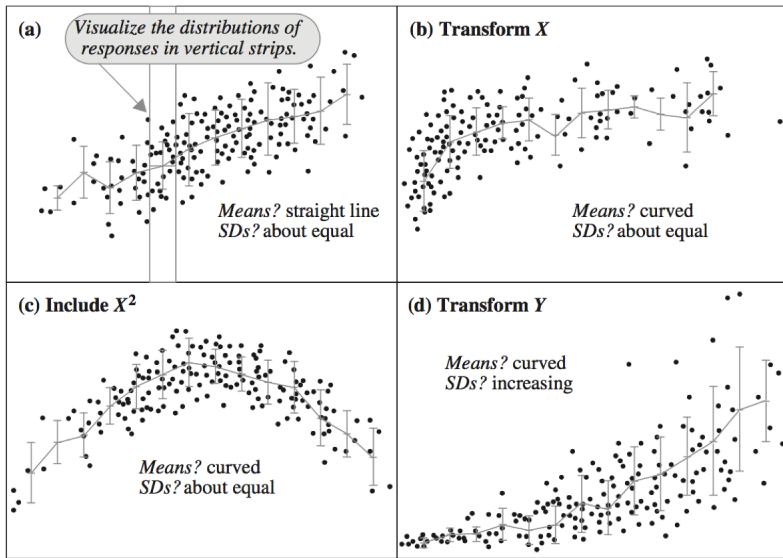 (a)
Visualize the distributions of
responses in vertical strips.
Means? straight line
SDs? about equal
(b) Transform X
Means? curved
SDs? about equal
(c) Include X²
Means? curved
SDs? about equal
(d) Transform Y
Means? curved
SDs? increasing